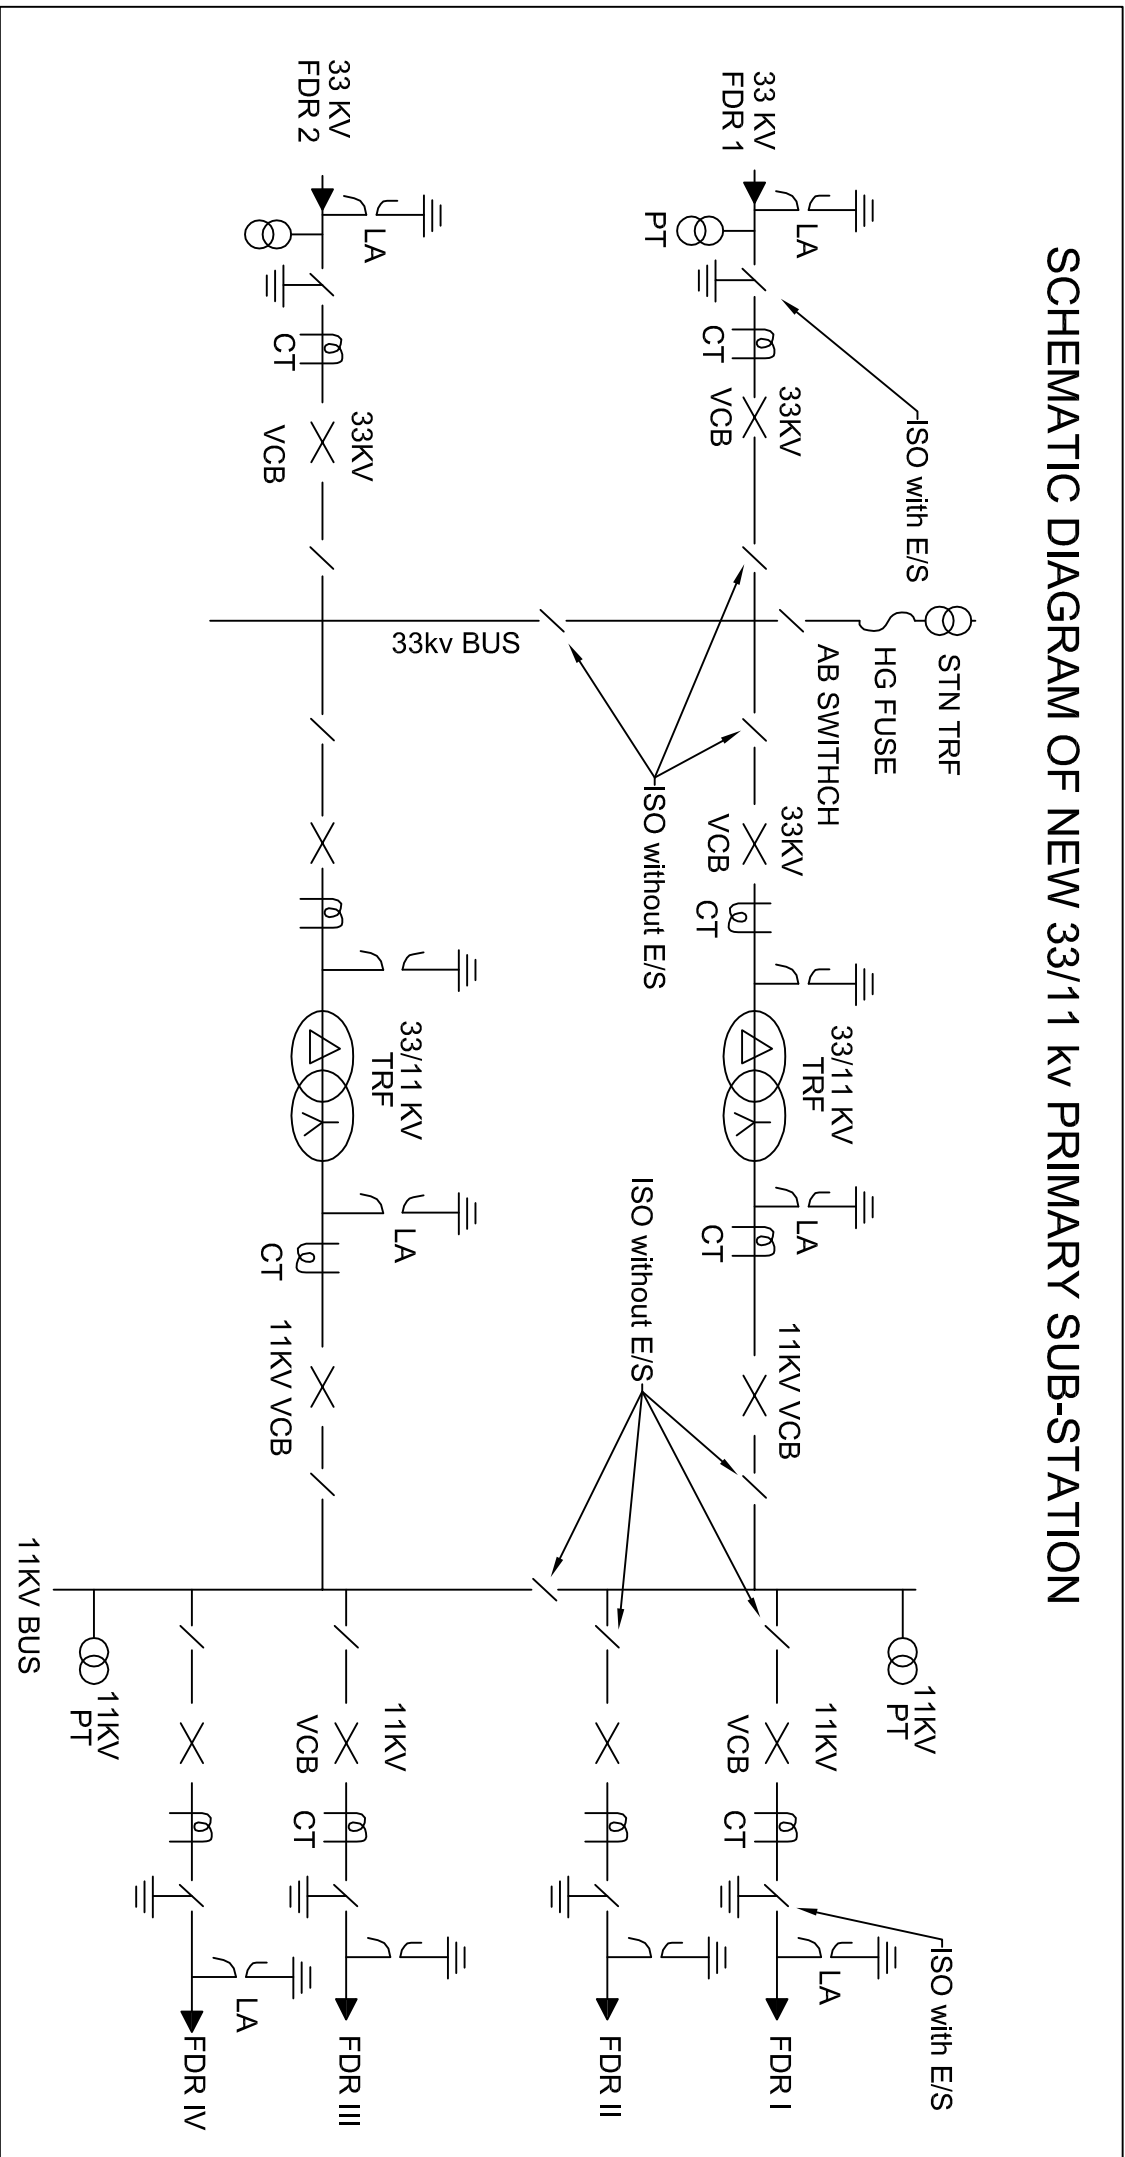 SCHEMATIC DIAGRAM OF NEW 33/11 kv PRIMARY SUB-STATION
STN TRF
HG FUSE
AB SWITHCH
ISO with E/S
ISO with E/S
33 KV
FDR 1
LA
PT
CT
33KV
VCB
33KV
VCB
CT
33/11 KV
TRF
LA
CT
11KV VCB
11KV
PT
11KV
VCB
CT
LA
FDR I
ISO without E/S
ISO without E/S
FDR II
33kv BUS
33 KV
FDR 2
LA
CT
33KV
VCB
33/11 KV
TRF
LA
CT
11KV VCB
11KV
VCB
CT
FDR III
LA
FDR IV
11KV
PT
11KV BUS